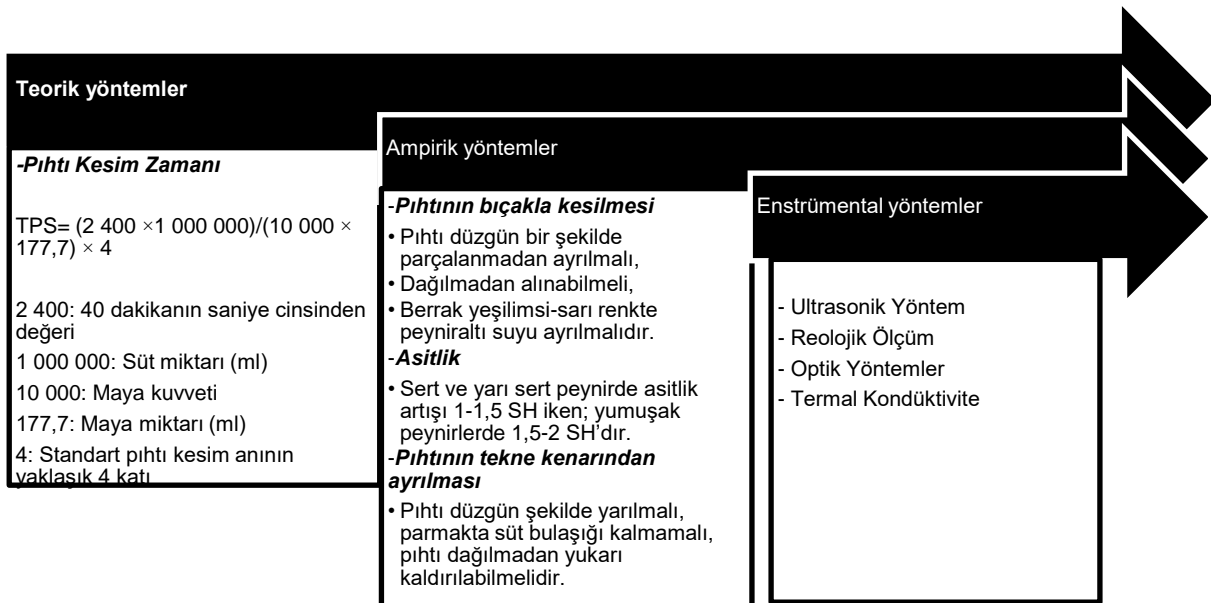 Teorik yöntemler
-Pıhtı Kesim Zamanı
TPS= (2 400 ×1 000 000)/(10 000 ×
177,7) × 4
2 400: 40 dakikanın saniye cinsinden
değeri
1 000 000: Süt miktarı (ml)
10 000: Maya kuvveti
177,7: Maya miktarı (ml)
4: Standart pıhtı kesim anının
yaklaşık 4 katı
Ampirik yöntemler
-Pıhtının bıçakla kesilmesi
• Pıhtı düzgün bir şekilde
parçalanmadan ayrılmalı,
• Dağılmadan alınabilmeli,
• Berrak yeşilimsi-sarı renkte
peyniraltı suyu ayrılmalıdır.
-Asitlik
• Sert ve yarı sert peynirde asitlik
artışı 1-1,5 SH iken; yumuşak
peynirlerde 1,5-2 SH’dır.
-Pıhtının tekne kenarından
ayrılması
• Pıhtı düzgün şekilde yarılmalı,
parmakta süt bulaşığı kalmamalı,
pıhtı dağılmadan yukarı
kaldırılabilmelidir.
Enstrümental yöntemler
- Ultrasonik Yöntem
- Reolojik Ölçüm
- Optik Yöntemler
- Termal Kondüktivite